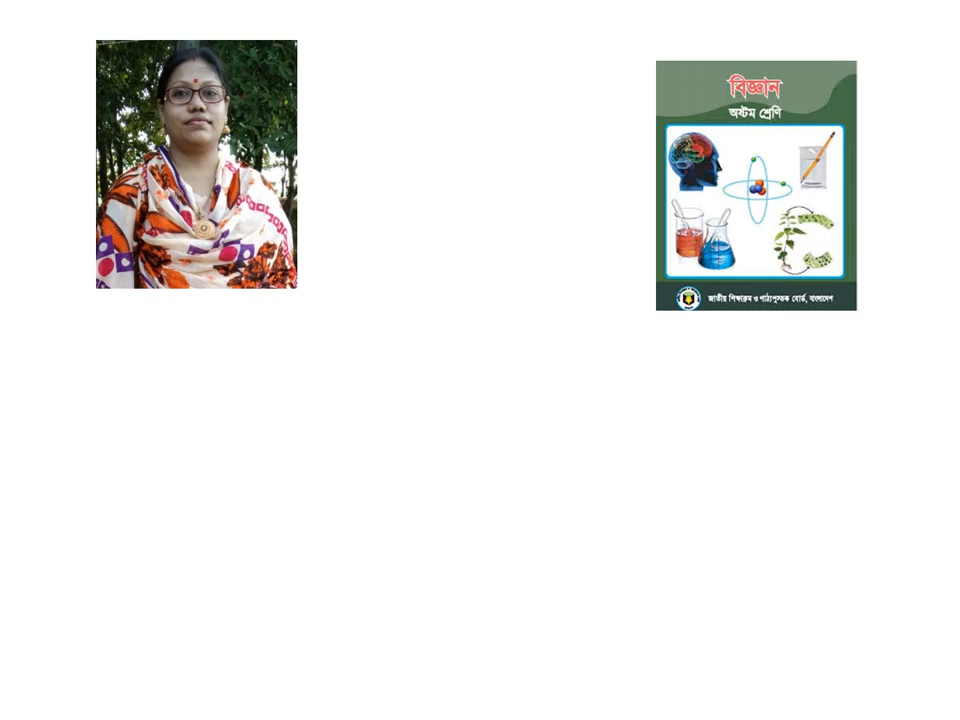 বিজ্ঞান
অষ্টম শ্রেণি
জাতীয় শিক্ষাক্রম ও পাঠ্যপুস্তক বোর্ড, বাংলাদেশ